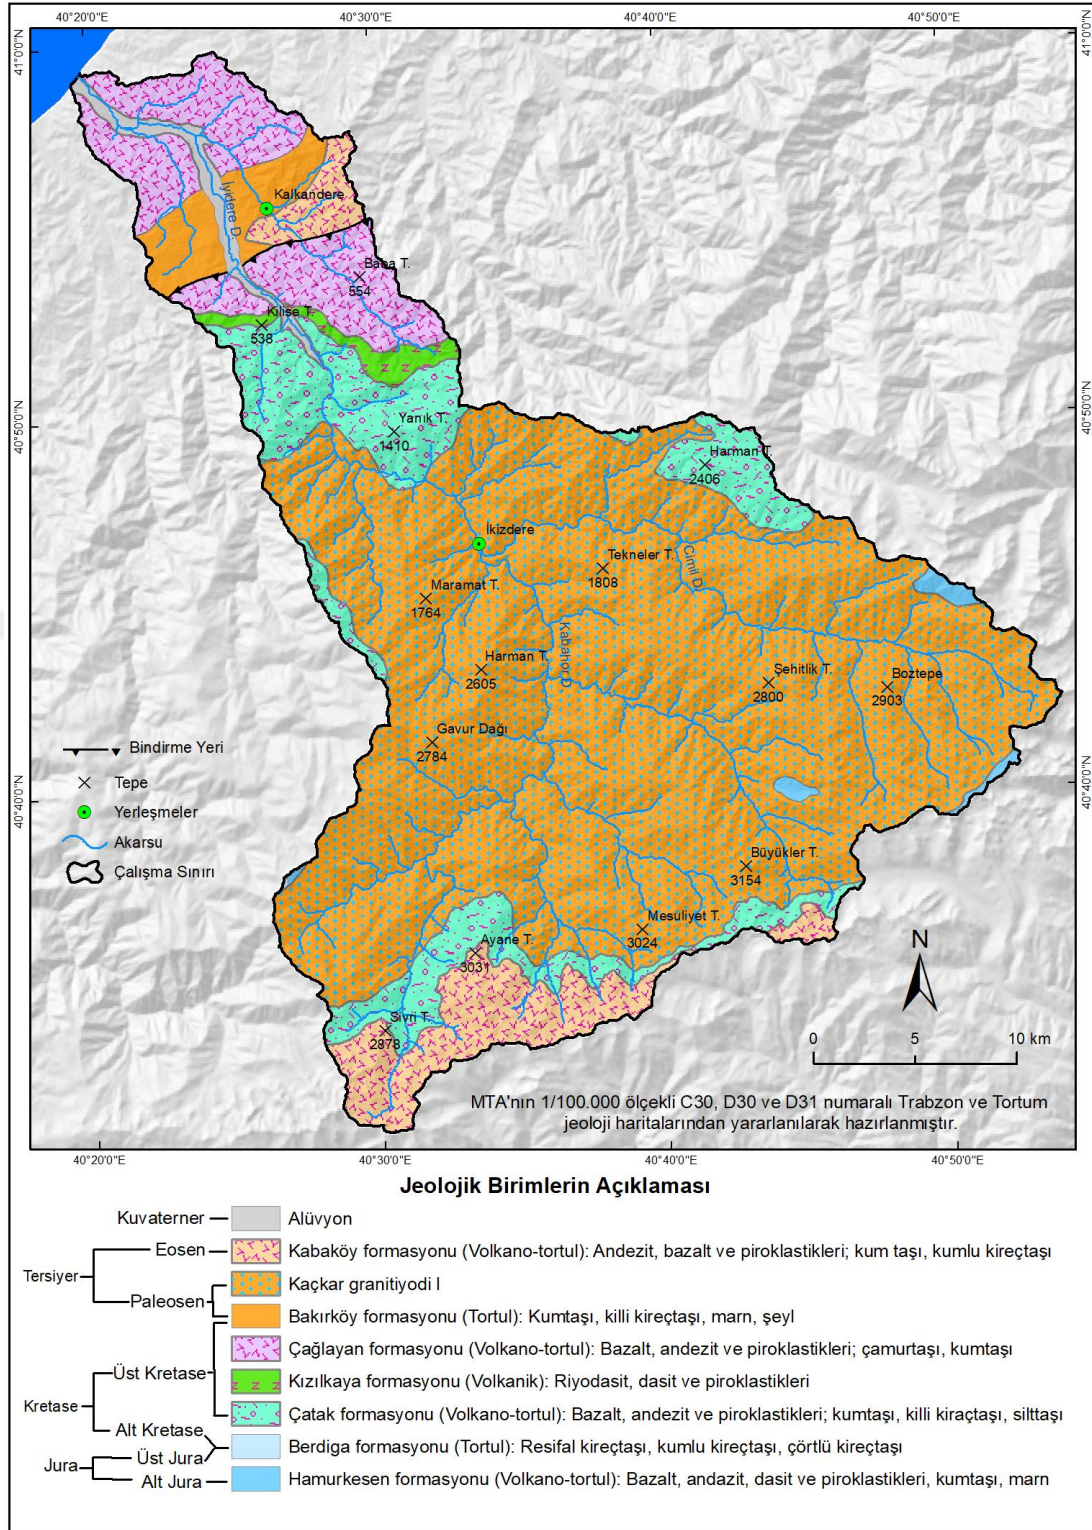 40°20'0"E
40°30'0"E
40°40'0"E
40°50'0"E
41°0'0"N
41°0'0"N
Kalkandere
İyidere D
Baba T.
554
Kilise T.
538
40°50'0"N
40°50'0"N
Yanık T.
1410
Harman T.
2406
İkizdere
Tekneler T.
1808
Cimil D
Maramat T.
1764
Kabahor D
Harman T.
2605
Şehitlik T.
2800
Boztepe
2903
Gavur Dağı
2784
40°40'0"N
40°40'0"N
Bindirme Yeri
Tepe
Yerleşmeler
Akarsu
Çalışma Sınırı
Büyükler T.
3154
Mesuliyet T.
3024
Ayane T.
3031
Sivri T.
2878
N
0 5 10 km
MTA'nın 1/100.000 ölçekli C30, D30 ve D31 numaralı Trabzon ve Tortum
jeoloji haritalarından yararlanılarak hazırlanmıştır.
40°20'0"E
40°30'0"E
40°40'0"E
40°50'0"E
Jeolojik Birimlerin Açıklaması
Kuvaterner Alüvyon
Eosen Kabaköy formasyonu (Volkano-tortul): Andezit, bazalt ve piroklastikleri; kum taşı, kumlu kireçtaşı
Tersiyer
Kaçkar granitiyodi I
Paleosen
Bakırköy formasyonu (Tortul): Kumtaşı, killi kireçtaşı, marn, şeyl
Çağlayan formasyonu (Volkano-tortul): Bazalt, andezit ve piroklastikleri; çamurtaşı, kumtaşı
Üst Kretase
Kızılkaya formasyonu (Volkanik): Riyodasit, dasit ve piroklastikleri
Kretase
Çatak formasyonu (Volkano-tortul): Bazalt, andezit ve piroklastikleri; kumtaşı, killi kiraçtaşı, silttaşı
Alt Kretase
Berdiga formasyonu (Tortul): Resifal kireçtaşı, kumlu kireçtaşı, çörtlü kireçtaşı
Üst Jura
Jura
Alt Jura Hamurkesen formasyonu (Volkano-tortul): Bazalt, andazit, dasit ve piroklastikleri, kumtaşı, marn